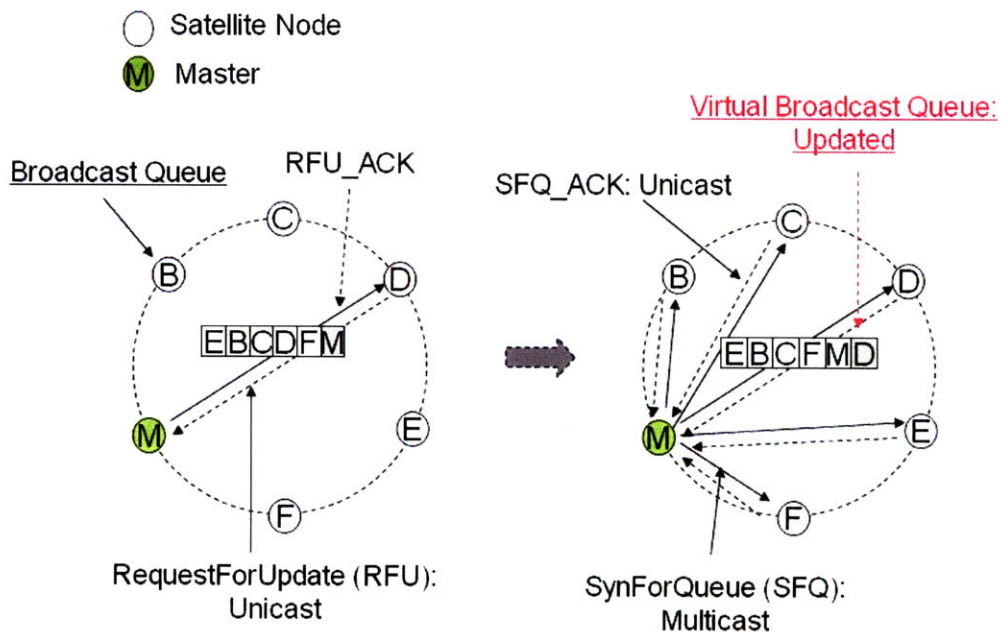 Satellite Node
M Master
Virtual Broadcast Queue:
Updated
Broadcast Queue
RFU_ACK
SFQ_ACK: Unicast
C
B
D
EBCDFM
M
E
F
C
B
D
EBCFMD
M
E
F
RequestForUpdate (RFU):
Unicast
SynForQueue (SFQ):
Multicast